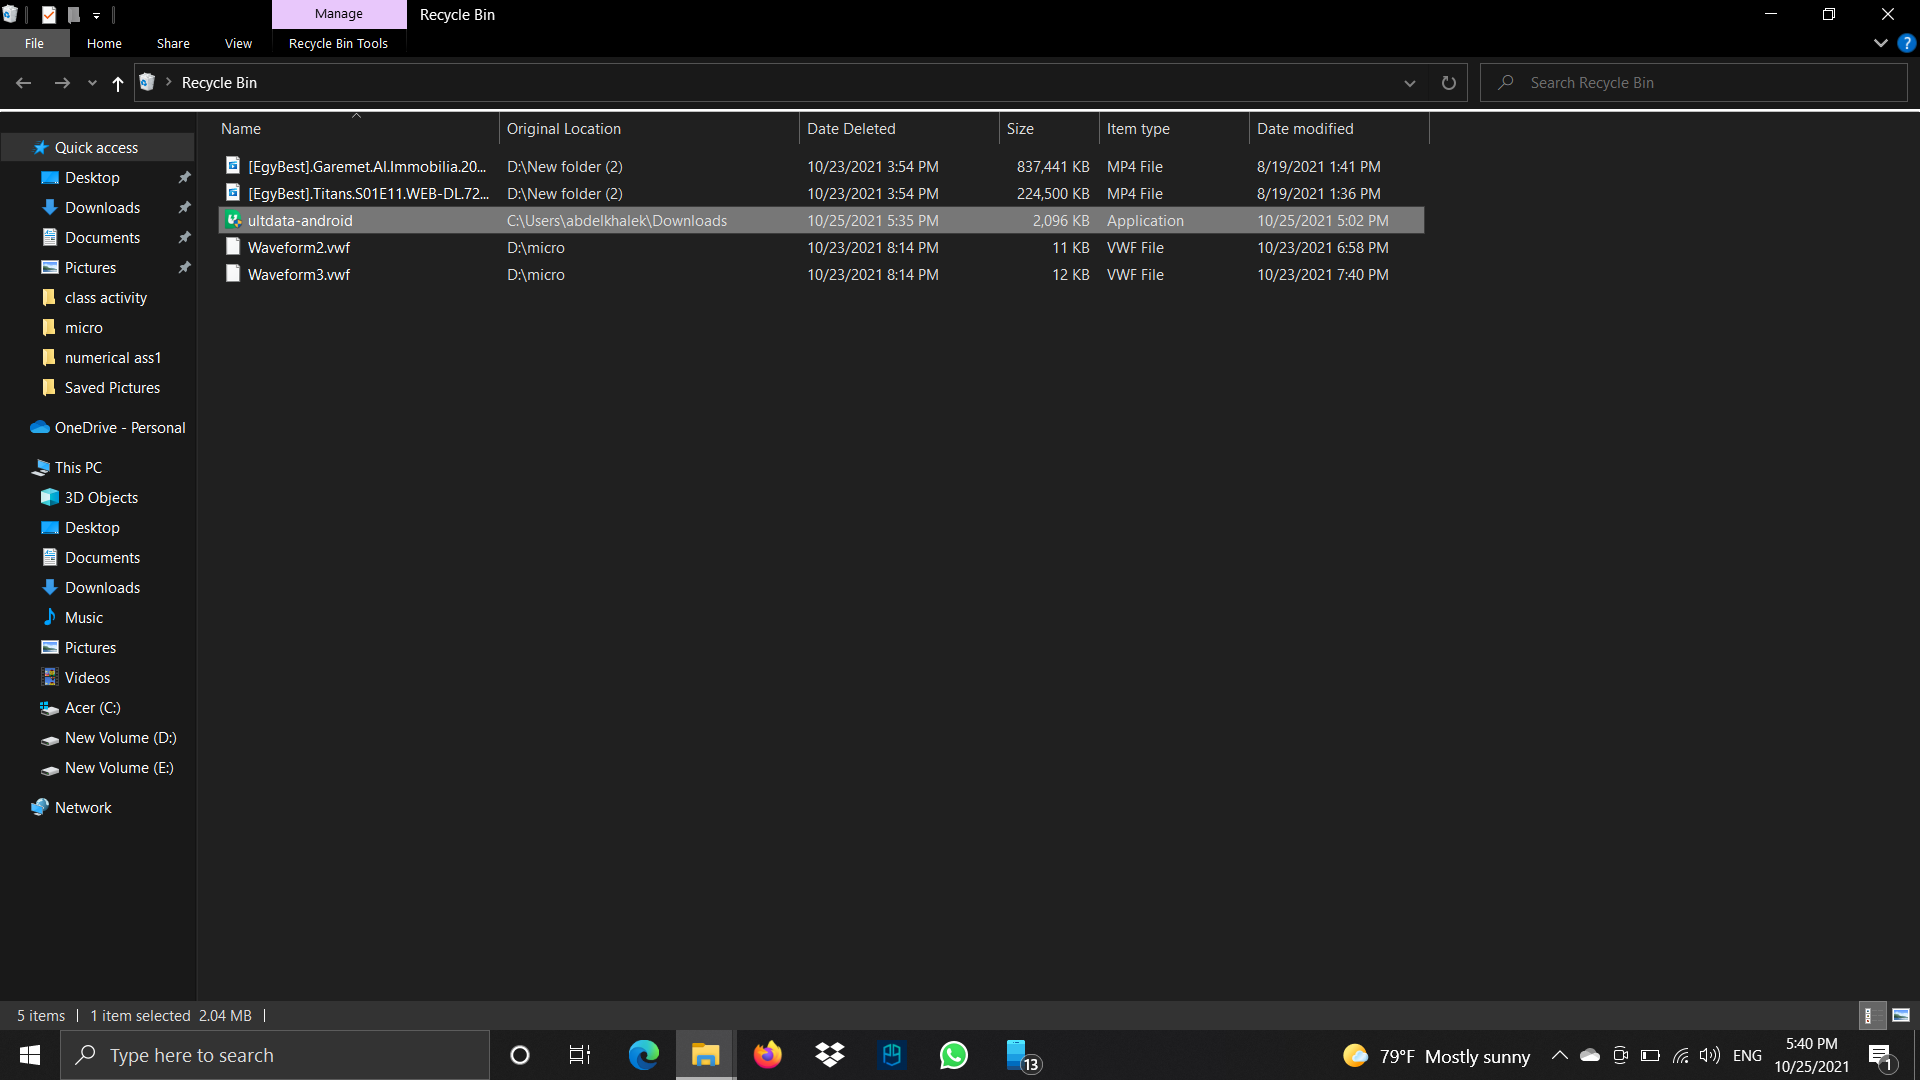 Manage
Recycle Bin
File
Home
Share
View
Recycle Bin Tools
?
Recycle Bin
Search Recycle Bin
Name
Original Location
Date Deleted
Size
Item type
Date modified
[EgyBest].Garemet.Al.Immobilia.20... D:\New folder (2) 10/23/2021 3:54 PM 837,441 KB MP4 File 8/19/2021 1:41 PM
[EgyBest].Titans.S01E11.WEB-DL.72... D:\New folder (2) 10/23/2021 3:54 PM 224,500 KB MP4 File 8/19/2021 1:36 PM
ultdata-android C:\Users\abdelkhalek\Downloads 10/25/2021 5:35 PM 2,096 KB Application 10/25/2021 5:02 PM
Waveform2.vwf D:\micro 10/23/2021 8:14 PM 11 KB VWF File 10/23/2021 6:58 PM
Waveform3.vwf D:\micro 10/23/2021 8:14 PM 12 KB VWF File 10/23/2021 7:40 PM
Quick access
Desktop
Downloads
Documents
Pictures
class activity
micro
numerical ass1
Saved Pictures
OneDrive - Personal
This PC
3D Objects
Desktop
Documents
Downloads
Music
Pictures
Videos
Acer (C:)
New Volume (D:)
New Volume (E:)
Network
5 items
1 item selected 2.04 MB
Type here to search
13
79°F Mostly sunny
ENG
5:40 PM
10/25/2021
1